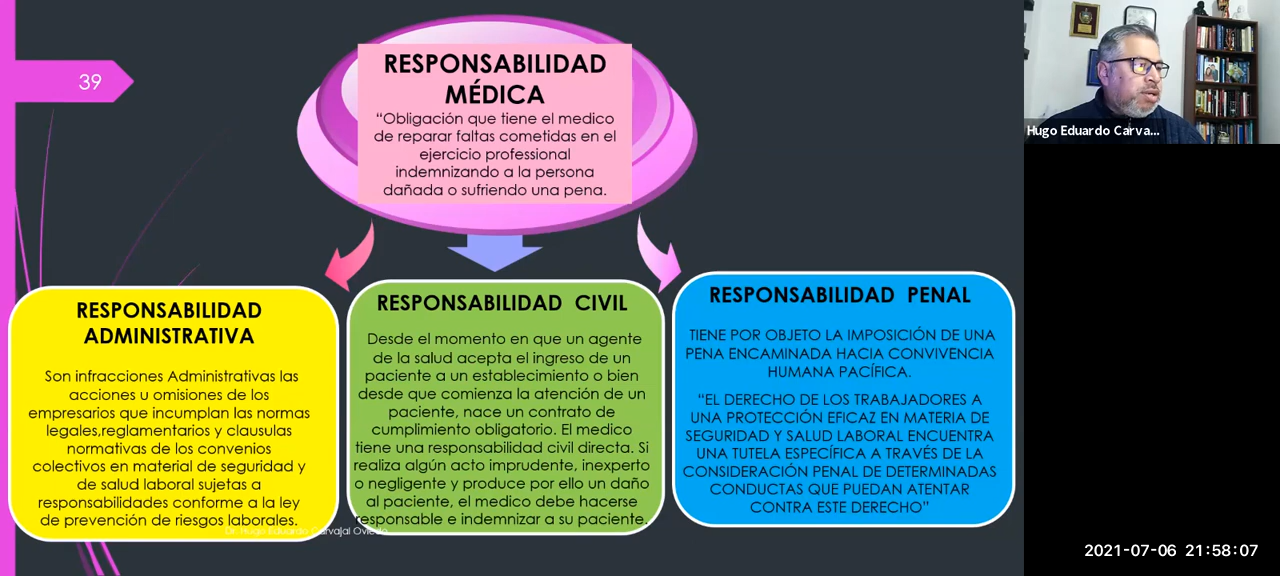 39
RESPONSABILIDAD
MÉDICA
“Obligación que tiene el medico
de reparar faltas cometidas en el
ejercicio professional
indemnizando a la persona
dañada o sufriendo una pena.
RESPONSABILIDAD
ADMINISTRATIVA
Son infracciones Administrativas las
acciones u omisiones de los
empresarios que incumplan las normas
legales,reglamentarios y clausulas
normativas de los convenios
colectivos en material de seguridad y
de salud laboral sujetas a
responsabilidades conforme a la ley
de prevención de riesgos laborales.
RESPONSABILIDAD CIVIL
Desde el momento en que un agente
de la salud acepta el ingreso de un
paciente a un establecimiento o bien
desde que comienza la atención de un
paciente, nace un contrato de
cumplimiento obligatorio. El medico
tiene una responsabilidad civil directa. Si
realiza algún acto imprudente, inexperto
o negligente y produce por ello un daño
al paciente, el medico debe hacerse
responsable e indemnizar a su paciente.
RESPONSABILIDAD PENAL
TIENE POR OBJETO LA IMPOSICIÓN DE UNA
PENA ENCAMINADA HACIA CONVIVENCIA
HUMANA PACÍFICA.
“EL DERECHO DE LOS TRABAJADORES A
UNA PROTECCIÓN EFICAZ EN MATERIA DE
SEGURIDAD Y SALUD LABORAL ENCUENTRA
UNA TUTELA ESPECÍFICA A TRAVÉS DE LA
CONSIDERACIÓN PENAL DE DETERMINADAS
CONDUCTAS QUE PUEDAN ATENTAR
CONTRA ESTE DERECHO”
Dr. Hugo Eduardo Carvajal Oviedo
Hugo Eduardo Carva...
2021-07-06 21:58:07